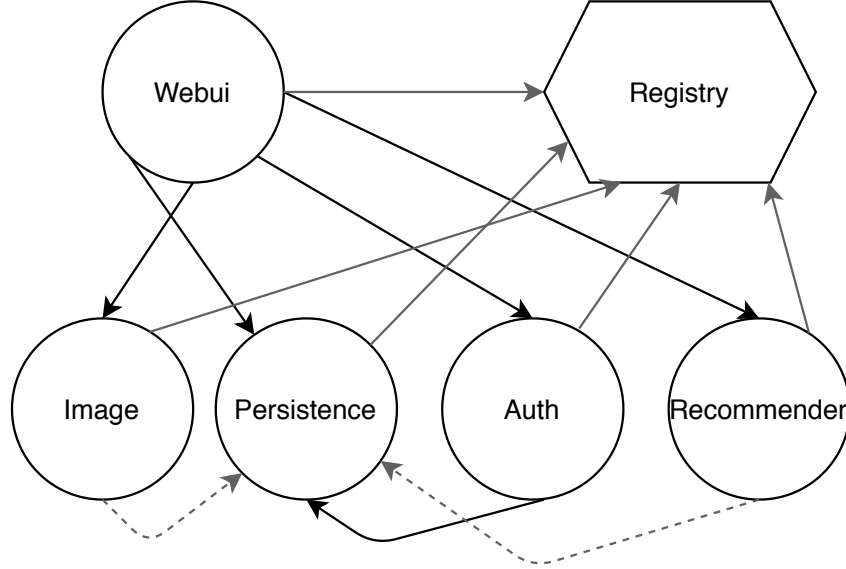 Webui
Registry
Image
Persistence
Auth
Recommender